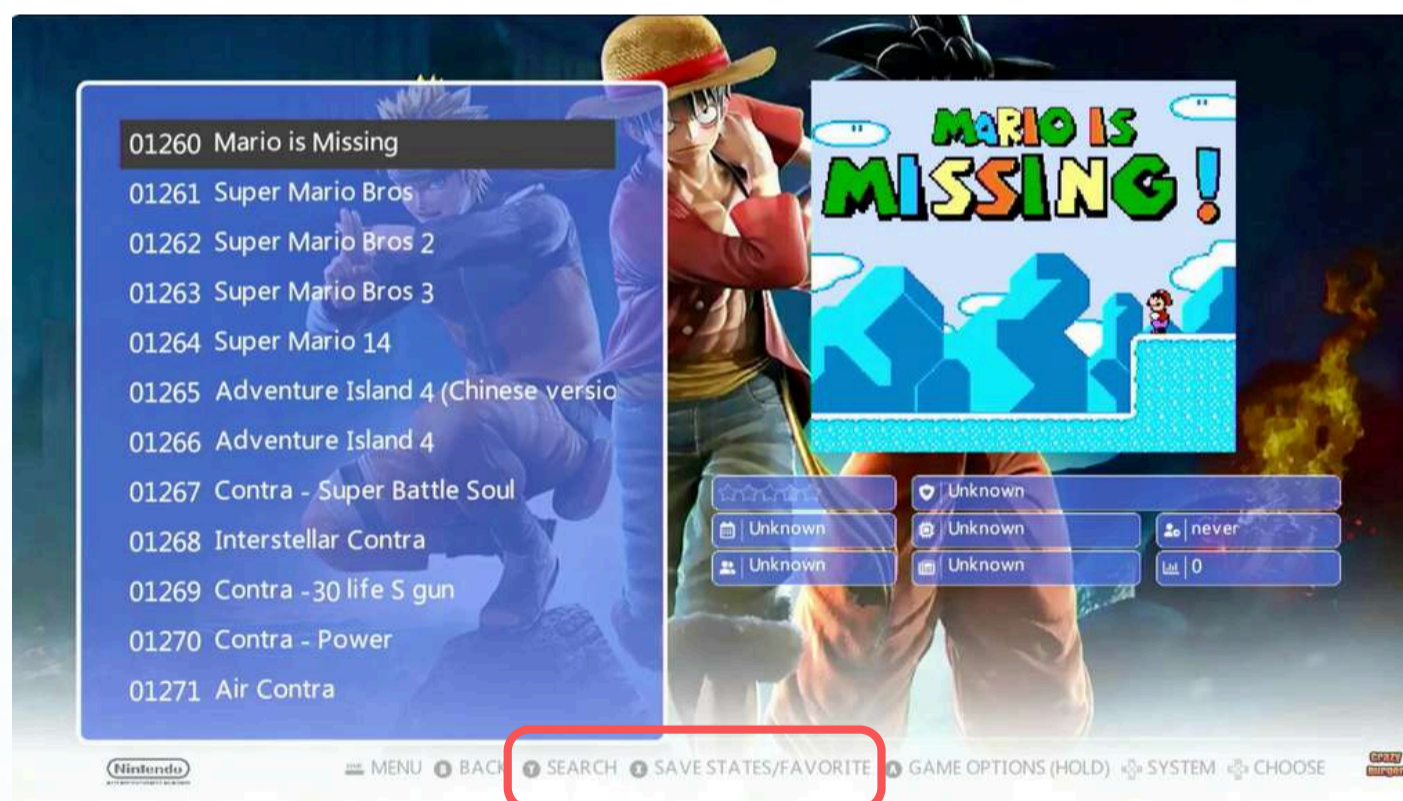 01260 Mario is Missing
01261 Super Mario Bros
01262 Super Mario Bros 2
01263 Super Mario Bros 3
01264 Super Mario 14
01265 Adventure Island 4 (Chinese versio
01266 Adventure Island 4
01267 Contra - Super Battle Soul
01268 Interstellar Contra
01269 Contra -30 life S gun
01270 Contra - Power
01271 Air Contra
MARIO IS
MISSING!
Unknown
Unknown Unknown never
Unknown Unknown 0
Nintendo MENU B BACK Y SEARCH X SAVE STATES/FAVORITE A GAME OPTIONS (HOLD) SYSTEM CHOOSE Crazy